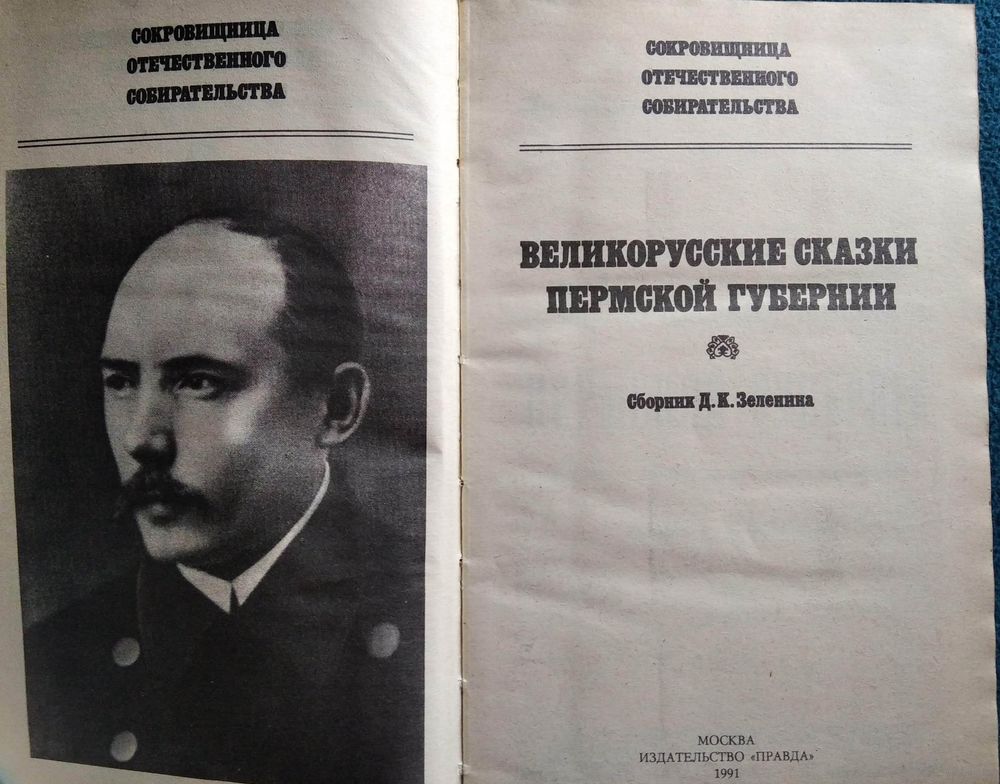 СОКРОВИЩНИЦА
ОТЕЧЕСТВЕННОГО
СОБИРАТЕЛЬСТВА
СОКРОВИЩНИЦА
ОТЕЧЕСТВЕННОГО
СОБИРАТЕЛЬСТВА
ВЕЛИКОРУССКИЕ СКАЗКИ
ПЕРМСКОЙ ГУБЕРНИИ
Сборник Д. К. Зеленина
МОСКВА
ИЗДАТЕЛЬСТВО «ПРАВДА»
1991